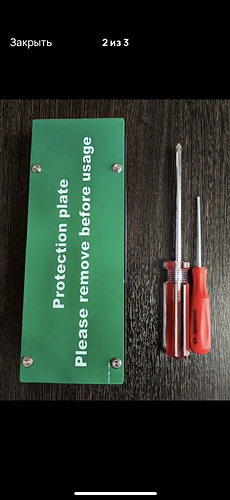 Закрыть
2 из 3
Protection plate
Please remove before usage